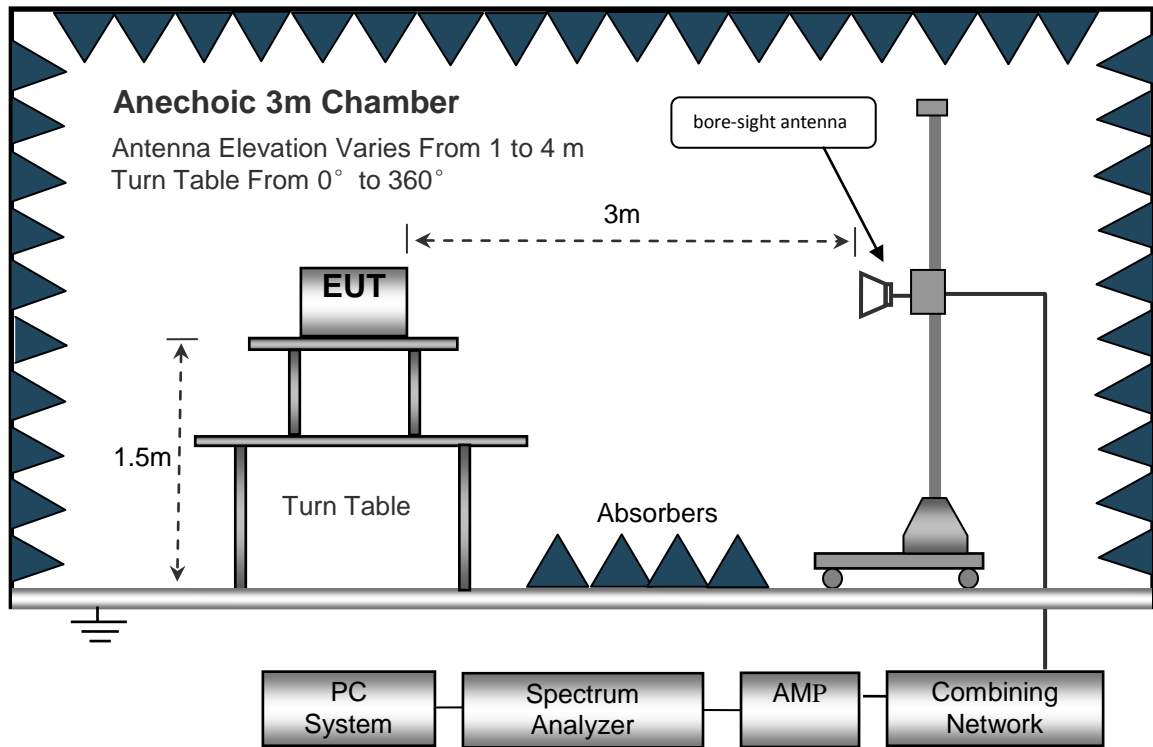 Anechoic 3m Chamber
Antenna Elevation Varies From 1 to 4 m
Turn Table From 0° to 360°
bore-sight antenna
3m
EUT
1.5m
Turn Table
Absorbers
PC
System
Spectrum
Analyzer
AMP
Combining
Network